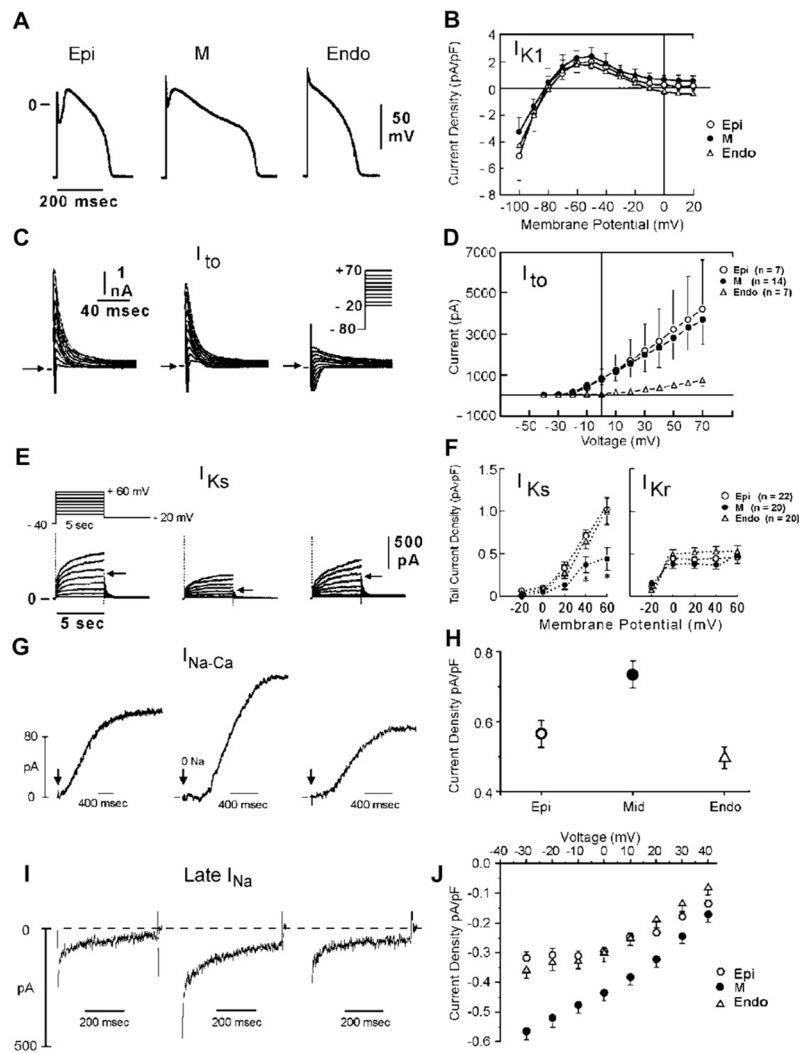 A
Epi
M
Endo
0
50
mV
200 msec
B
I K1
Current Density (pA/pF)
6
4
2
0
- 2
- 4
- 6
8
-100 -80 -60 -40 -20 0 20
Membrane Potential (mV)
Epi
M
Endo
C
I to
1
nA
40 msec
+ 70
- 20
- 80
D
I to
Current (pA)
7000
5000
3000
1000
- 1000
-50 -30 -10 10 30 50 70
Voltage (mV)
Epi (n = 7)
M (n = 14)
Endo (n = 7)
E
I Ks
+ 60 mV
- 40
5 sec
- 20 mV
500
pA
0
5 sec
F
I Ks
I Kr
Tail Current Density (pA/pF)
1.5
1.0
0.5
0
-20 0 20 40 60
-20 0 20 40 60
Membrane Potential (mV)
Epi (n = 22)
M (n = 20)
Endo (n = 20)
*
*
G
I Na-Ca
80
pA
0
0 Na
400 msec
400 msec
400 msec
H
Current Density pA/pF
1.0
0.8
0.6
0.4
Epi
Mid
Endo
I
Late I Na
0
pA
500
200 msec
200 msec
200 msec
J
Voltage (mV)
-40 -30 -20 -10 0 10 20 30 40
Current Density pA/pF
0.0
-0.1
-0.2
-0.3
-0.4
-0.5
-0.6
Epi
M
Endo